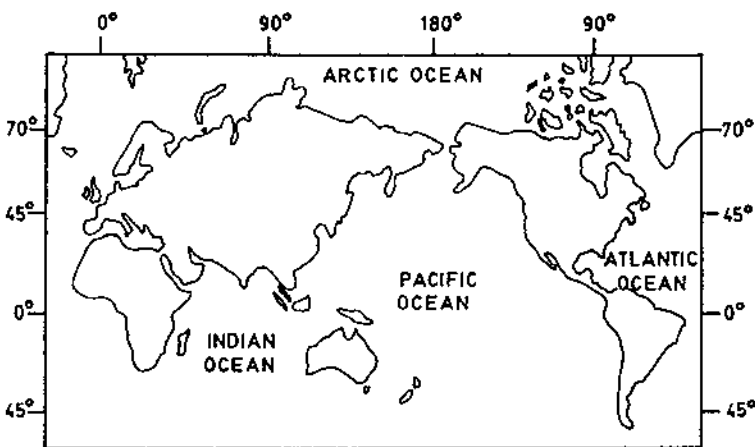 0° 90° 180° 90°
ARCTIC OCEAN
70° 70°
45° 45°
ATLANTIC
OCEAN
PACIFIC
OCEAN
0° 0°
INDIAN
OCEAN
45° 45°